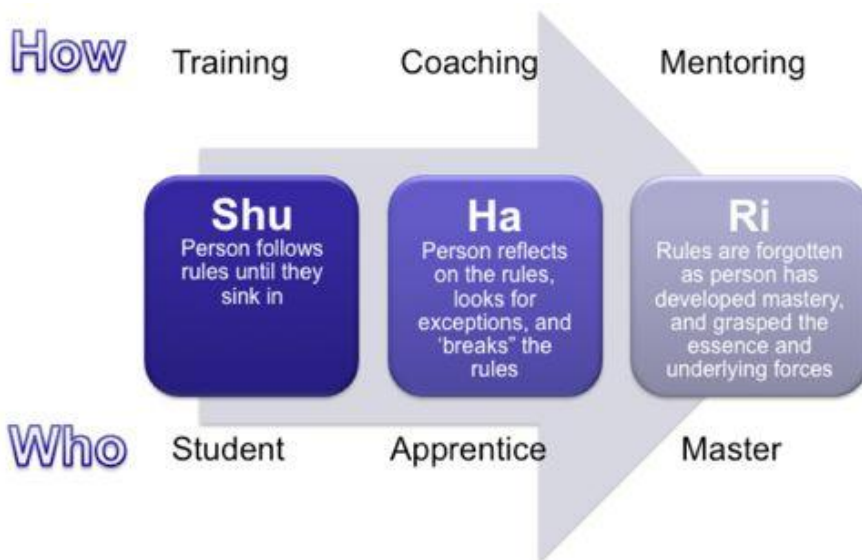 How
Training
Coaching
Mentoring
Shu
Person follows
rules until they
sink in
Ha
Person reflects
on the rules,
looks for
exceptions, and
‘breaks” the
rules
Ri
Rules are forgotten
as person has
developed mastery,
and grasped the
essence and
underlying forces
Who
Student
Apprentice
Master